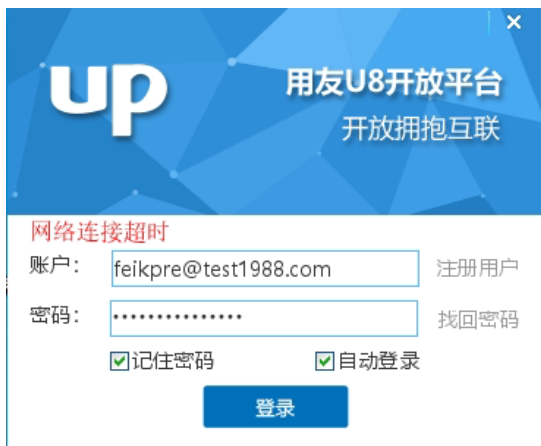 up
用友U8开放平台
开放拥抱互联
网络连接超时
账户： feikpre@test1988.com 注册用户
密码： ••••••••••••••• 找回密码
记住密码 自动登录
登录